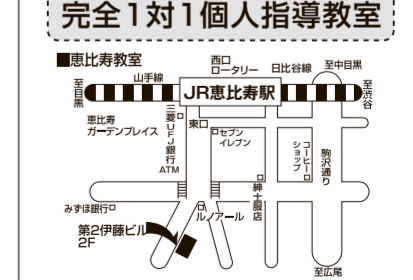 完全1対1個人指導教室
■恵比寿教室
西口
ロータリー
日比谷線
至中目黒
山手線
至目黒
JR恵比寿駅
至渋谷
恵比寿
ガーデンプレイス
三菱UFJ銀行
ATM
東口
セブン
イレブン
コーヒー
ショップ
駒沢通り
紳士服店
みずほ銀行
ルノアール
第2伊藤ビル
2F
至広尾